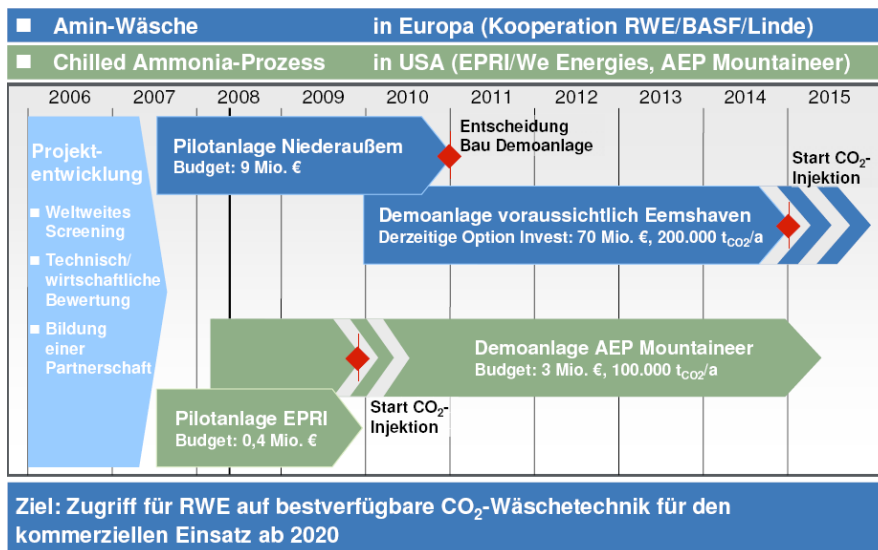 ■ Amin-Wäsche in Europa (Kooperation RWE/BASF/Linde)
■ Chilled Ammonia-Prozess in USA (EPRI/We Energies, AEP Mountaineer)
2006 2007 2008 2009 2010 2011 2012 2013 2014 2015
Projekt-
entwicklung
■ Weltweites
Screening
■ Technisch/
wirtschaftliche
Bewertung
■ Bildung
einer
Partnerschaft
Pilotanlage Niederaußem
Budget: 9 Mio. €
Entscheidung
Bau Demoanlage
Start CO₂-
Injektion
Demoanlage voraussichtlich Eemshaven
Derzeitige Option Invest: 70 Mio. €, 200.000 t_CO2/a
Demoanlage AEP Mountaineer
Budget: 3 Mio. €, 100.000 t_CO2/a
Pilotanlage EPRI
Budget: 0,4 Mio. €
Start CO₂-
Injektion
Ziel: Zugriff für RWE auf bestverfügbare CO₂-Wäschetechnik für den
kommerziellen Einsatz ab 2020